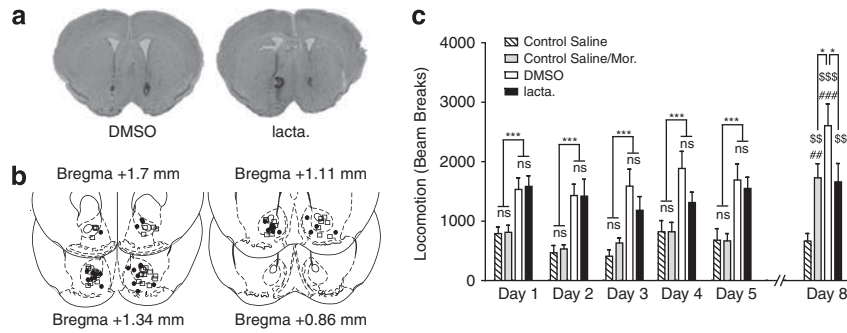 a
DMSO
lacta.
b
Bregma +1.7 mm
Bregma +1.11 mm
Bregma +1.34 mm
Bregma +0.86 mm
c
Control Saline
Control Saline/Mor.
DMSO
lacta.
Locomotion (Beam Breaks)
4000
3000
2000
1000
0
***
ns
ns
***
ns
ns
***
ns
ns
***
ns
ns
***
ns
ns
* *
$$$
###
$$
##
$$
Day 1
Day 2
Day 3
Day 4
Day 5
Day 8